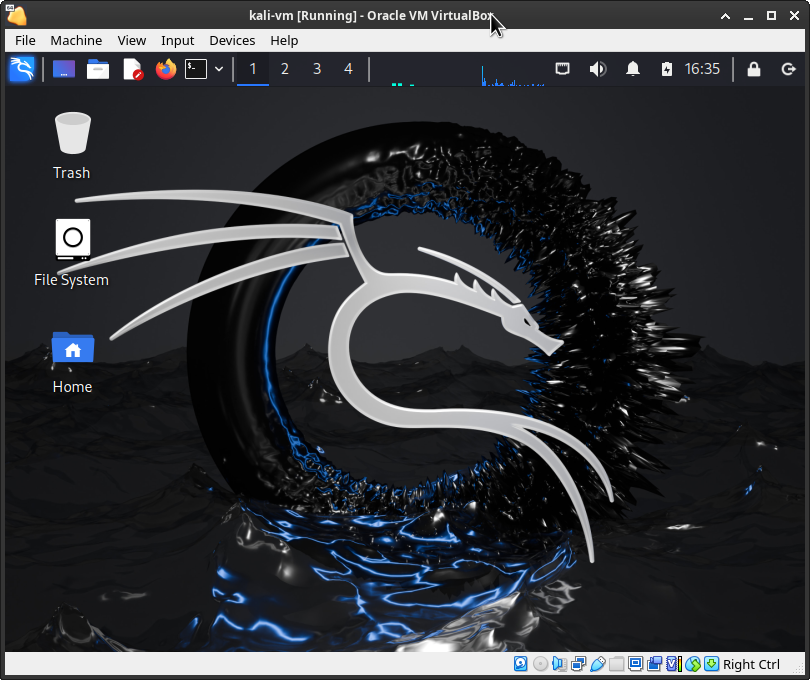 kali-vm [Running] - Oracle VM VirtualBox
File Machine View Input Devices Help
1 2 3 4 16:35
Trash
File System
Home
Right Ctrl